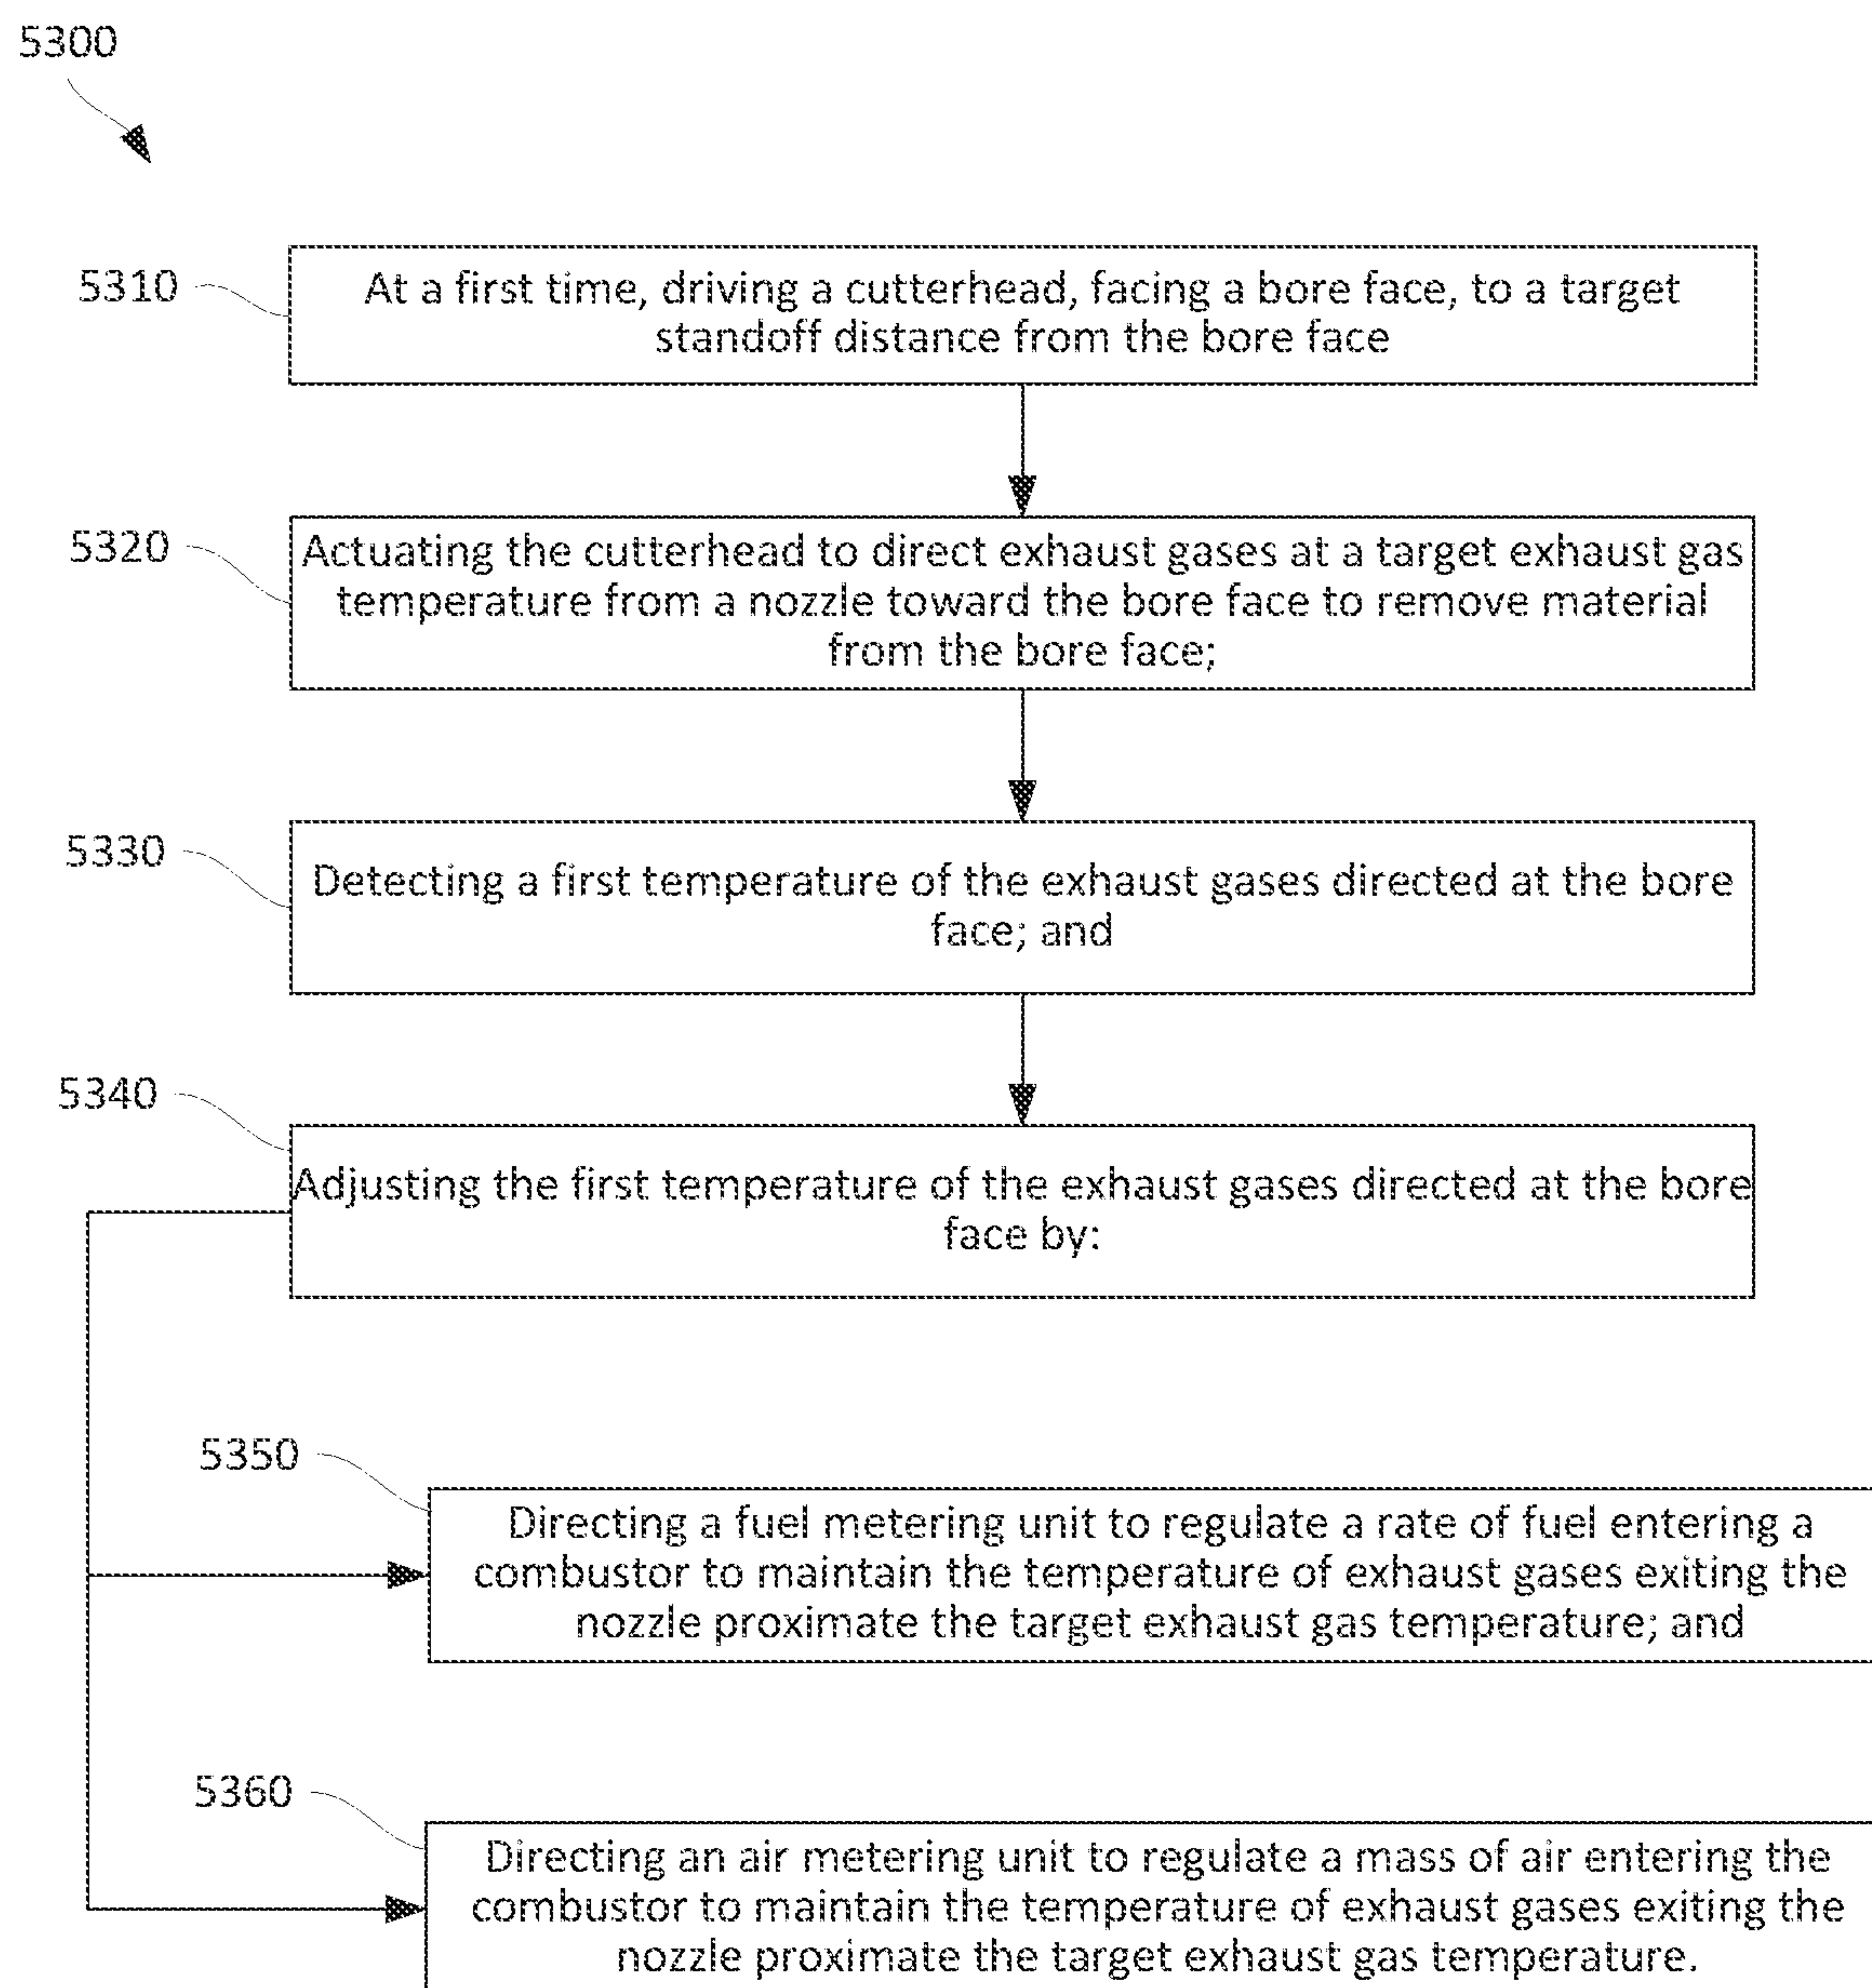 5300
5310
At a first time, driving a cutterhead, facing a bore face, to a target
standoff distance from the bore face
5320
Actuating the cutterhead to direct exhaust gases at a target exhaust gas
temperature from a nozzle toward the bore face to remove material
from the bore face;
5330
Detecting a first temperature of the exhaust gases directed at the bore
face; and
5340
Adjusting the first temperature of the exhaust gases directed at the bore
face by:
5350
Directing a fuel metering unit to regulate a rate of fuel entering a
combustor to maintain the temperature of exhaust gases exiting the
nozzle proximate the target exhaust gas temperature; and
5360
Directing an air metering unit to regulate a mass of air entering the
combustor to maintain the temperature of exhaust gases exiting the
nozzle proximate the target exhaust gas temperature.